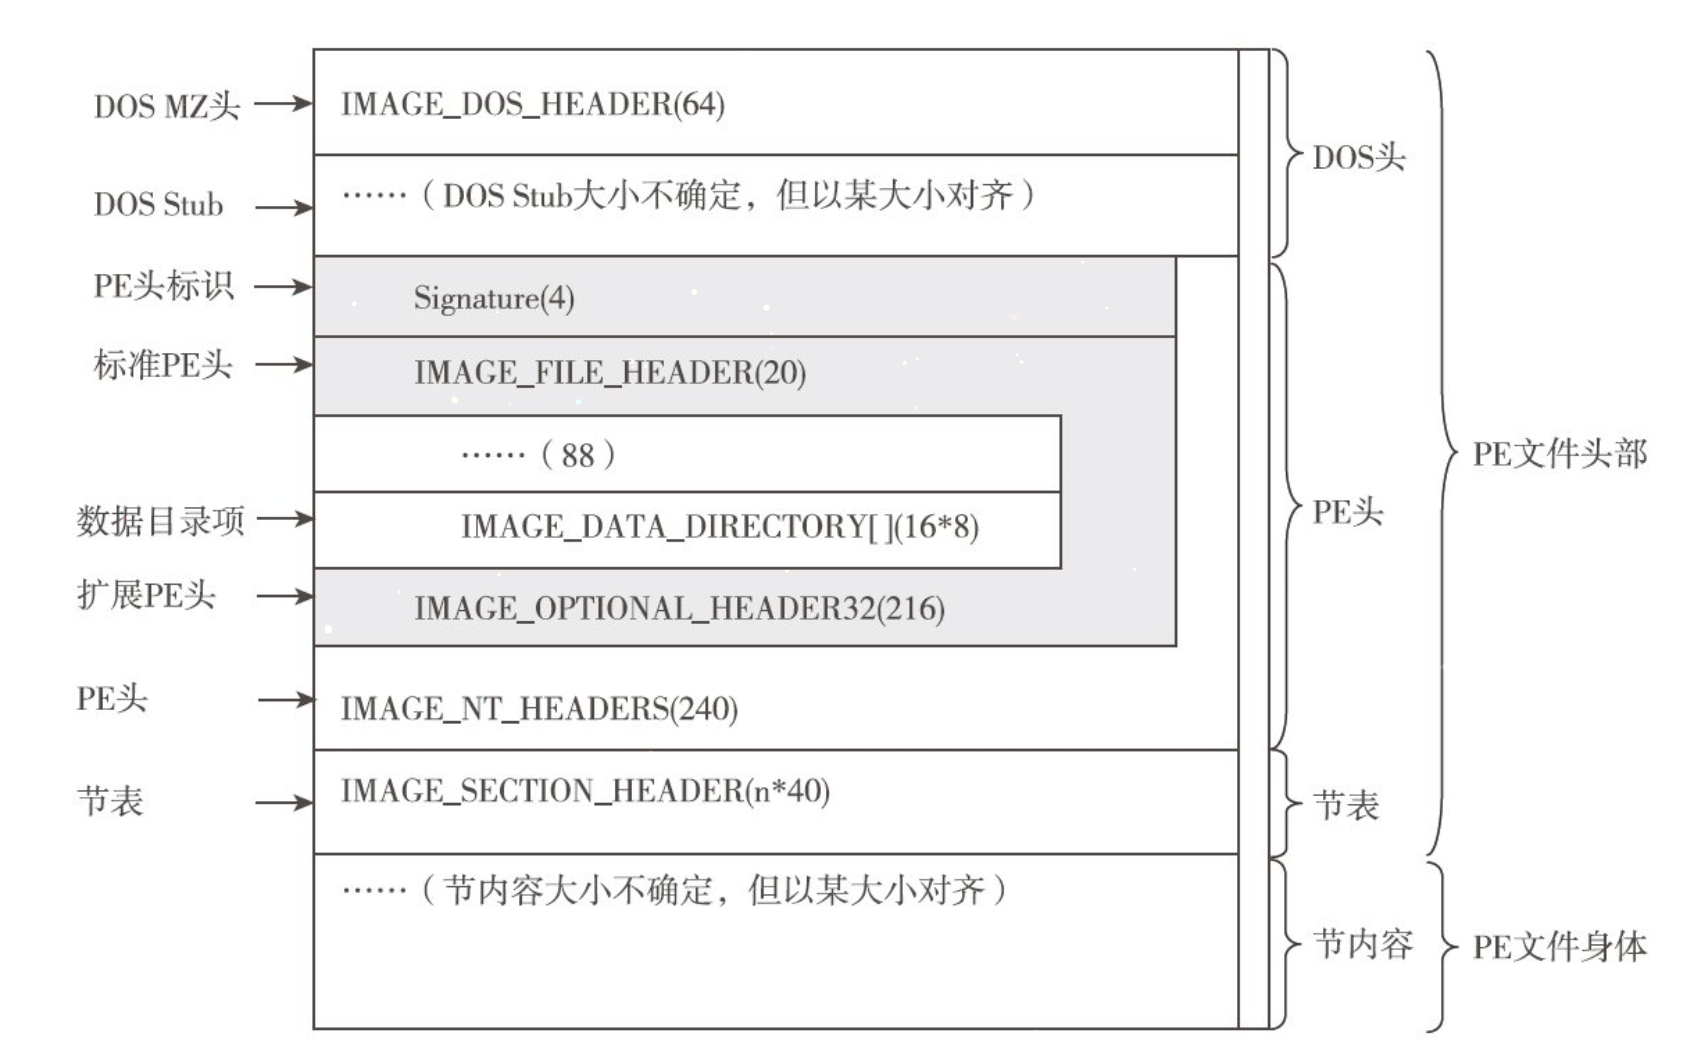 DOS MZ头
IMAGE_DOS_HEADER(64)
DOS头
DOS Stub
……（DOS Stub大小不确定，但以某大小对齐）
PE头标识
Signature(4)
标准PE头
IMAGE_FILE_HEADER(20)
……（88）
PE文件头部
数据目录项
IMAGE_DATA_DIRECTORY[ ](16*8)
PE头
扩展PE头
IMAGE_OPTIONAL_HEADER32(216)
PE头
IMAGE_NT_HEADERS(240)
节表
IMAGE_SECTION_HEADER(n*40)
节表
……（节内容大小不确定，但以某大小对齐）
节内容
PE文件身体